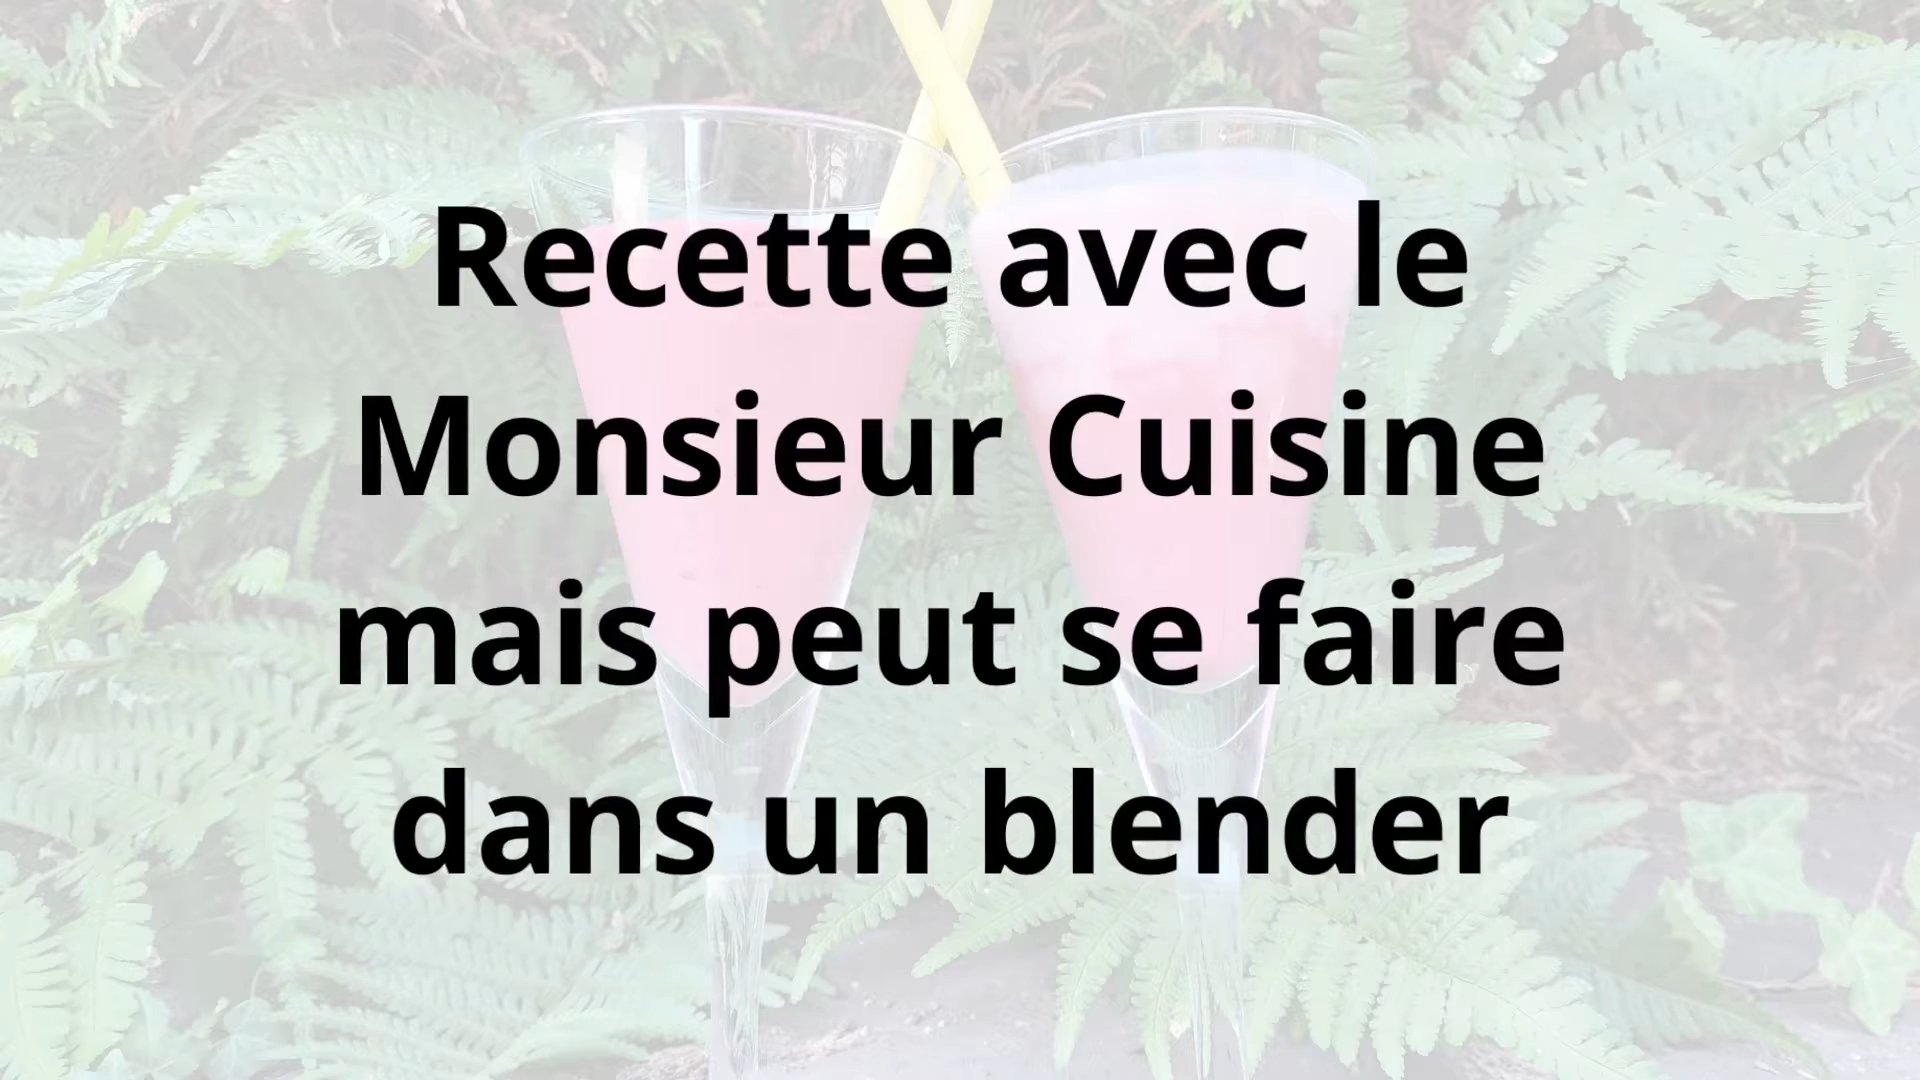 Recette avec le
Monsieur Cuisine
mais peut se faire
dans un blender